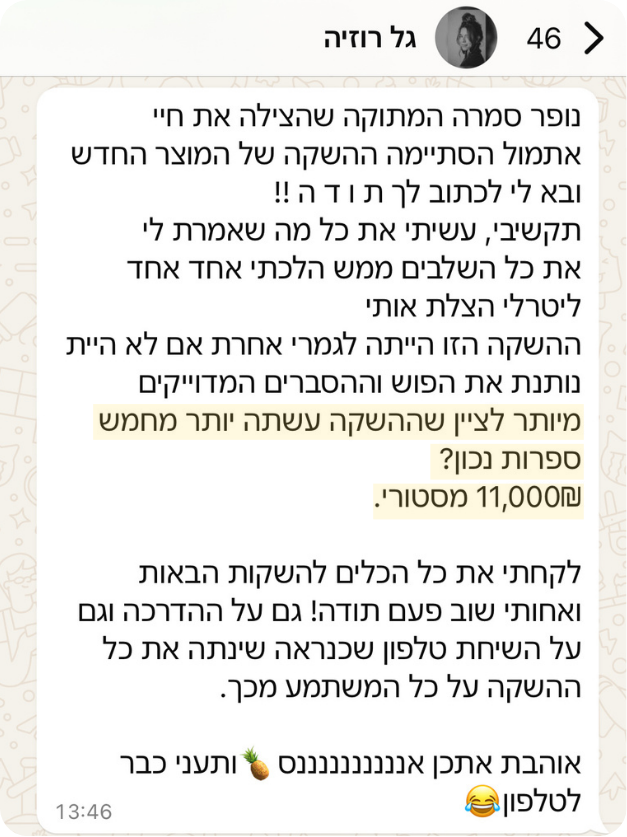 46
גל רוזיה
נופר סמרה המתוקה שהצילה את חיי
אתמול הסתיימה ההשקה של המוצר החדש
ובא לי לכתוב לך ת ו ד ה !!
תקשיבי, עשיתי את כל מה שאמרת לי
את כל השלבים ממש הלכתי אחד אחד
ליטרלי הצלת אותי
ההשקה הזו הייתה לגמרי אחרת אם לא היית
נותנת את הפוש וההסברים המדוייקים
מיותר לציין שההשקה עשתה יותר מחמש
ספרות נכון?
11,000₪ מסטורי.
לקחתי את כל הכלים להשקות הבאות
ואחותי שוב פעם תודה! גם על ההדרכה וגם
על השיחת טלפון שכנראה שינתה את כל
ההשקה על כל המשתמע מכך.
אוהבת אתכן אנננננננננננס 🍍ותעני כבר
לטלפון😂
13:46